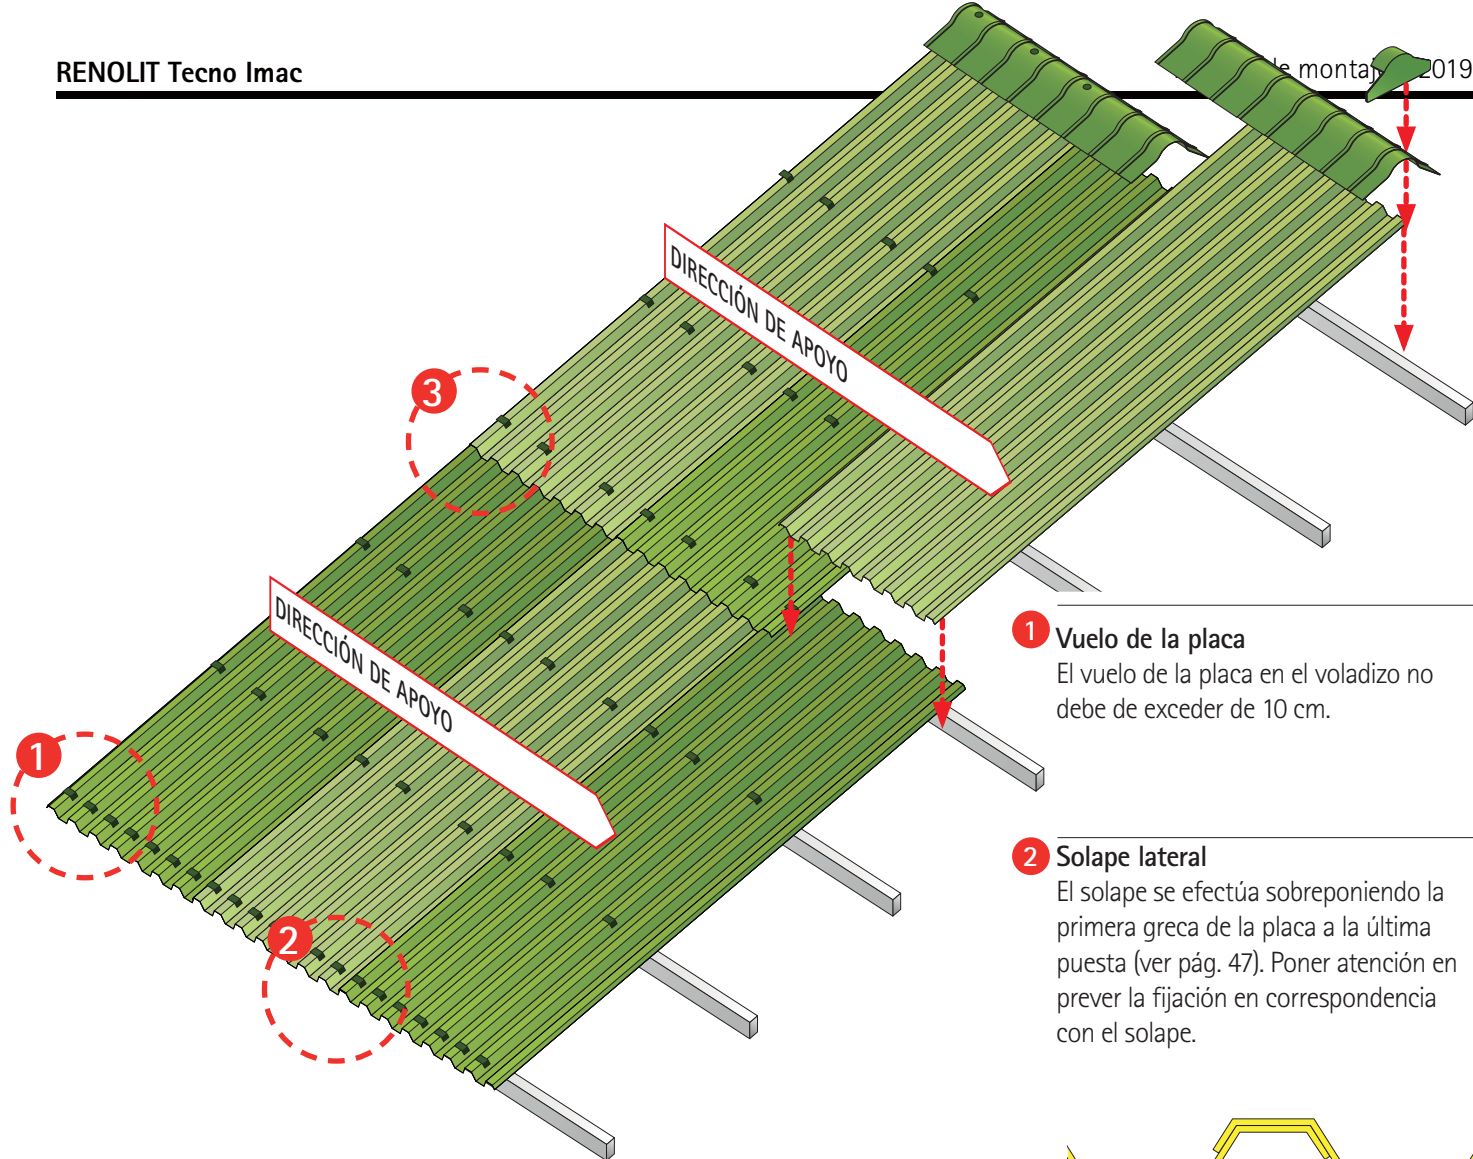 RENOLIT Tecno Imac
de montaje 2019
DIRECCIÓN DE APOYO
3
DIRECCIÓN DE APOYO
1
2
1 Vuelo de la placa
El vuelo de la placa en el voladizo no
debe de exceder de 10 cm.
2 Solape lateral
El solape se efectúa sobreponiendo la
primera greca de la placa a la última
puesta (ver pág. 47). Poner atención en
prever la fijación en correspondencia
con el solape.